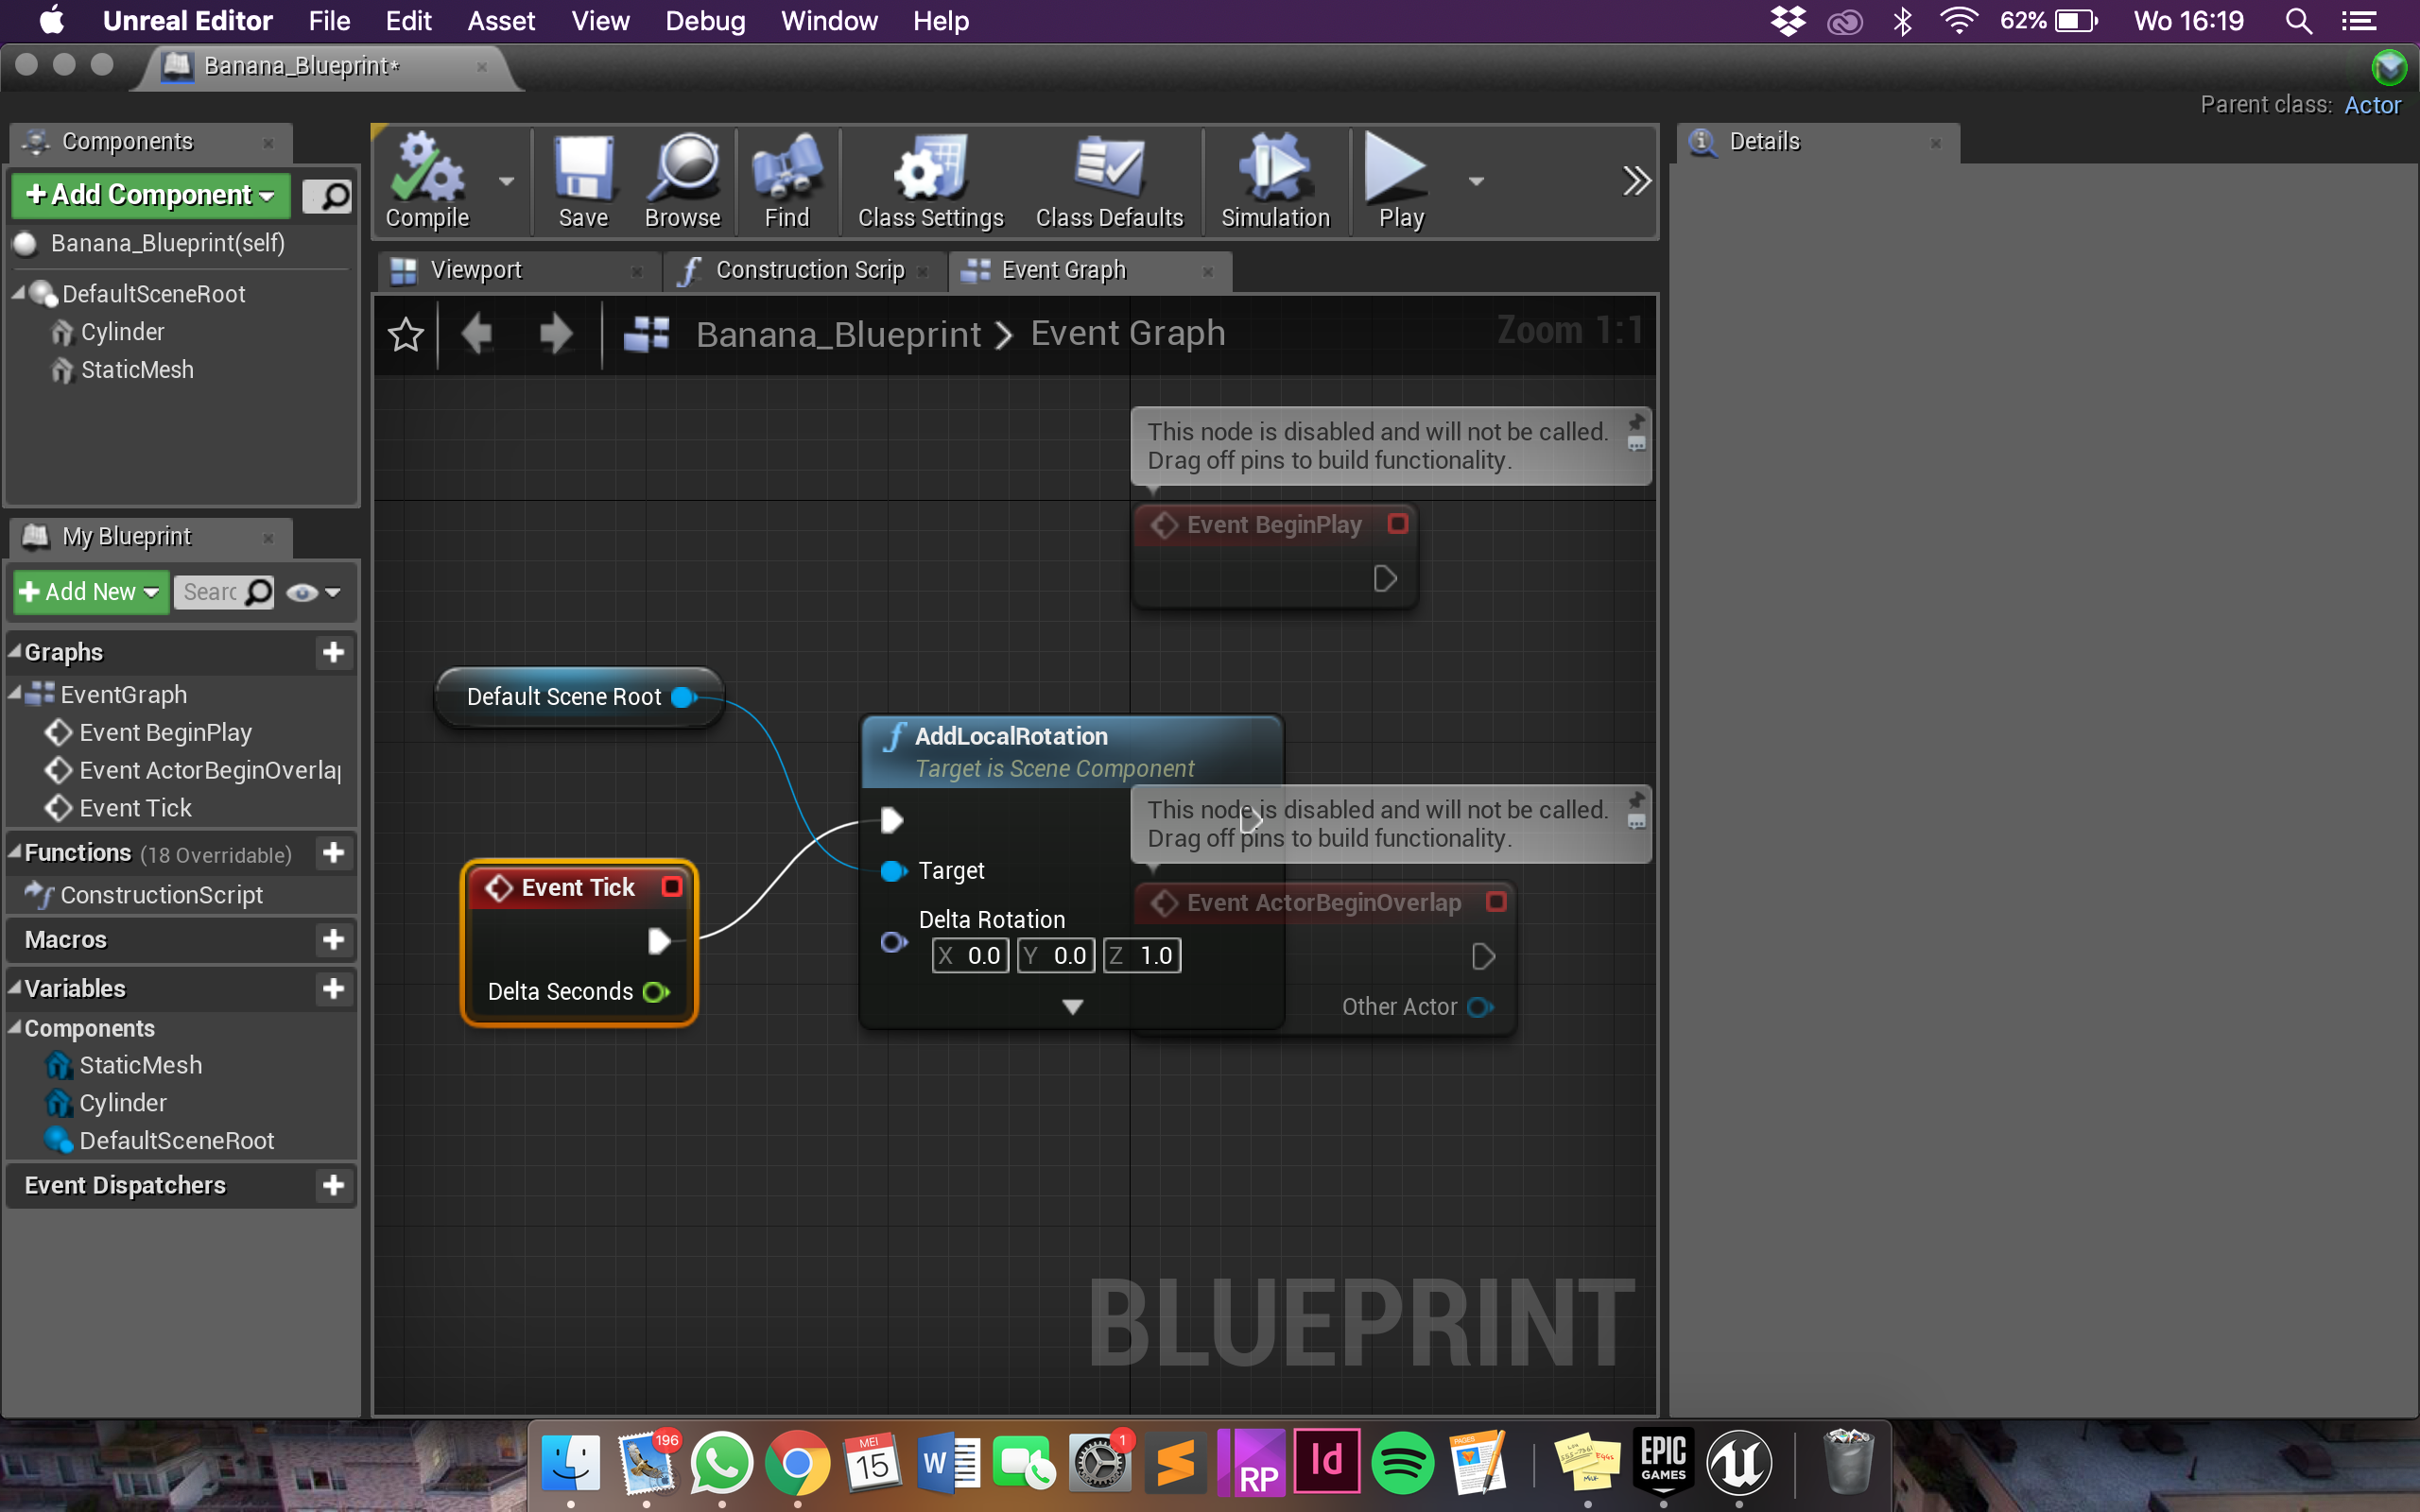 Unreal Editor File Edit Asset View Debug Window Help 62% Wo 16:19
Banana_Blueprint*
Parent class: Actor
Components
Details
+ Add Component
Compile Save Browse Find Class Settings Class Defaults Simulation Play
Banana_Blueprint(self)
DefaultSceneRoot
Cylinder
StaticMesh
Viewport
Construction Scrip
Event Graph
Banana_Blueprint > Event Graph
Zoom 1:1
This node is disabled and will not be called.
Drag off pins to build functionality.
Event BeginPlay
My Blueprint
+ Add New
Searc
Graphs
EventGraph
Event BeginPlay
Event ActorBeginOverlap
Event Tick
Functions (18 Overridable)
ConstructionScript
Macros
Variables
Components
StaticMesh
Cylinder
DefaultSceneRoot
Event Dispatchers
Default Scene Root
AddLocalRotation
Target is Scene Component
Target
Delta Rotation
X 0.0 Y 0.0 Z 1.0
Event Tick
Delta Seconds
This node is disabled and will not be called.
Drag off pins to build functionality.
Event ActorBeginOverlap
Other Actor
BLUEPRINT
196
MEI
15
W
1
RP
Id
PAGES
EPIC
GAMES